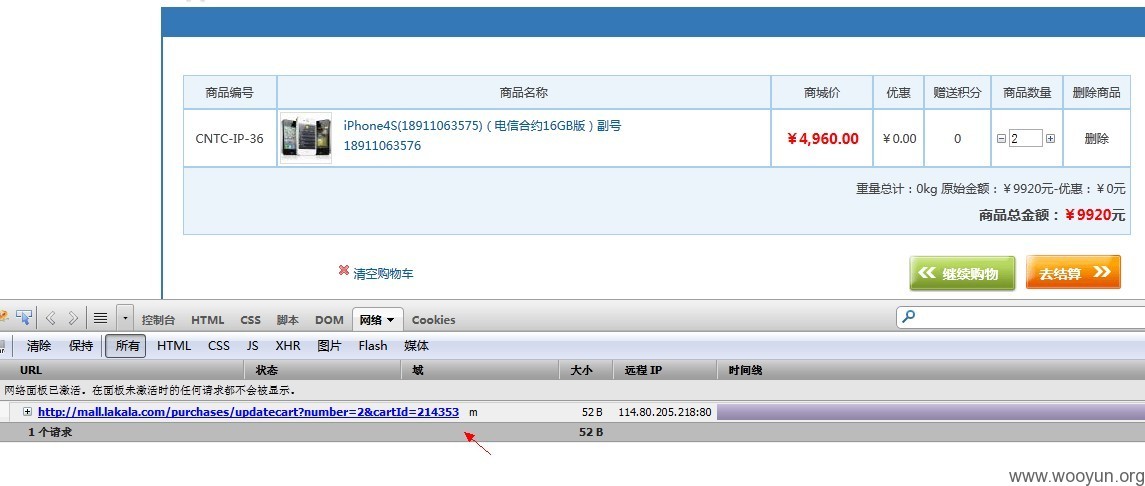 商品编号 商品名称 商城价 优惠 赠送积分 商品数量 删除商品
CNTC-IP-36 iPhone4S(18911063575) ( 电信合约16GB版 ) 副号 18911063576 ￥4,960.00 ￥0.00 0 2 删除
重量总计：0kg 原始金额：￥9920元-优惠：￥0元
商品总金额：￥9920元
清空购物车 继续购物 去结算
控制台 HTML CSS 脚本 DOM 网络 Cookies
清除 保持 所有 HTML CSS JS XHR 图片 Flash 媒体
URL 状态 域 大小 远程 IP 时间线
网络面板已激活。在面板未激活时的任何请求都不会被显示。
http://mall.lakala.com/purchases/updatecart?number=2&cartId=214353 m 52 B 114.80.205.218:80
1 个请求 52 B
www.wooyun.org